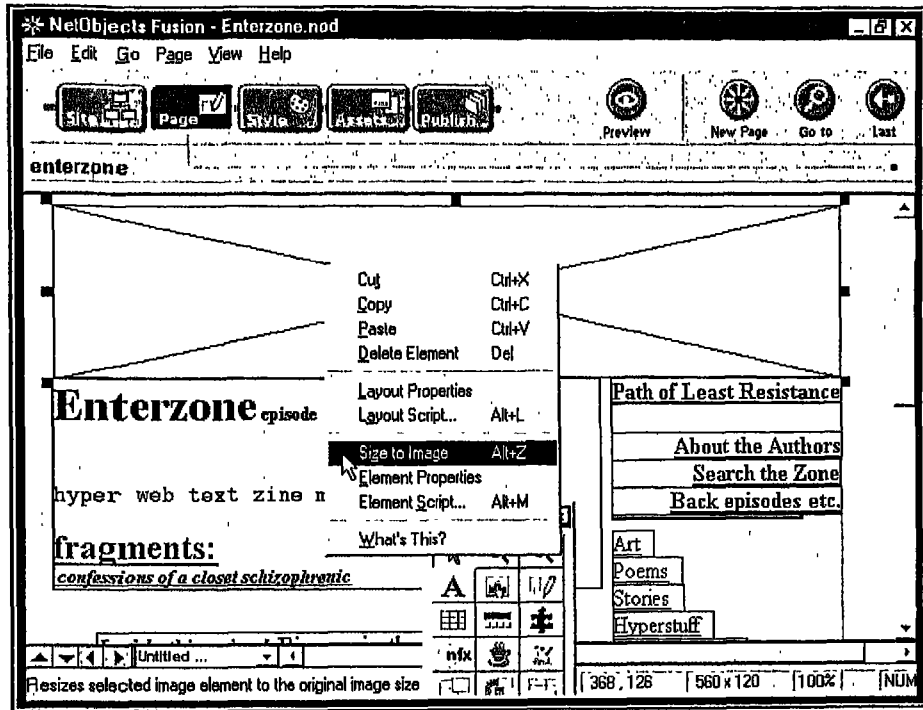 NetObjects Fusion - Enterzone.nod
File Edit Go Page View Help
Site Page Style Assets Publish Preview New Page Go to Last
enterzone
Cut Ctrl+X
Copy Ctrl+C
Paste Ctrl+V
Delete Element Del
Layout Properties
Layout Script... Alt+L
Size to Image Alt+Z
Element Properties
Element Script... Alt+M
What's This?
Enterzone episode
hyper web text zine
fragments:
confessions of a closet schizophrenic
Path of Least Resistance
About the Authors
Search the Zone
Back episodes etc.
Art
Poems
Stories
Hyperstuff
A
nfx
Untitled ...
Resizes selected image element to the original image size
368, 126 560 x 120 100% NUM